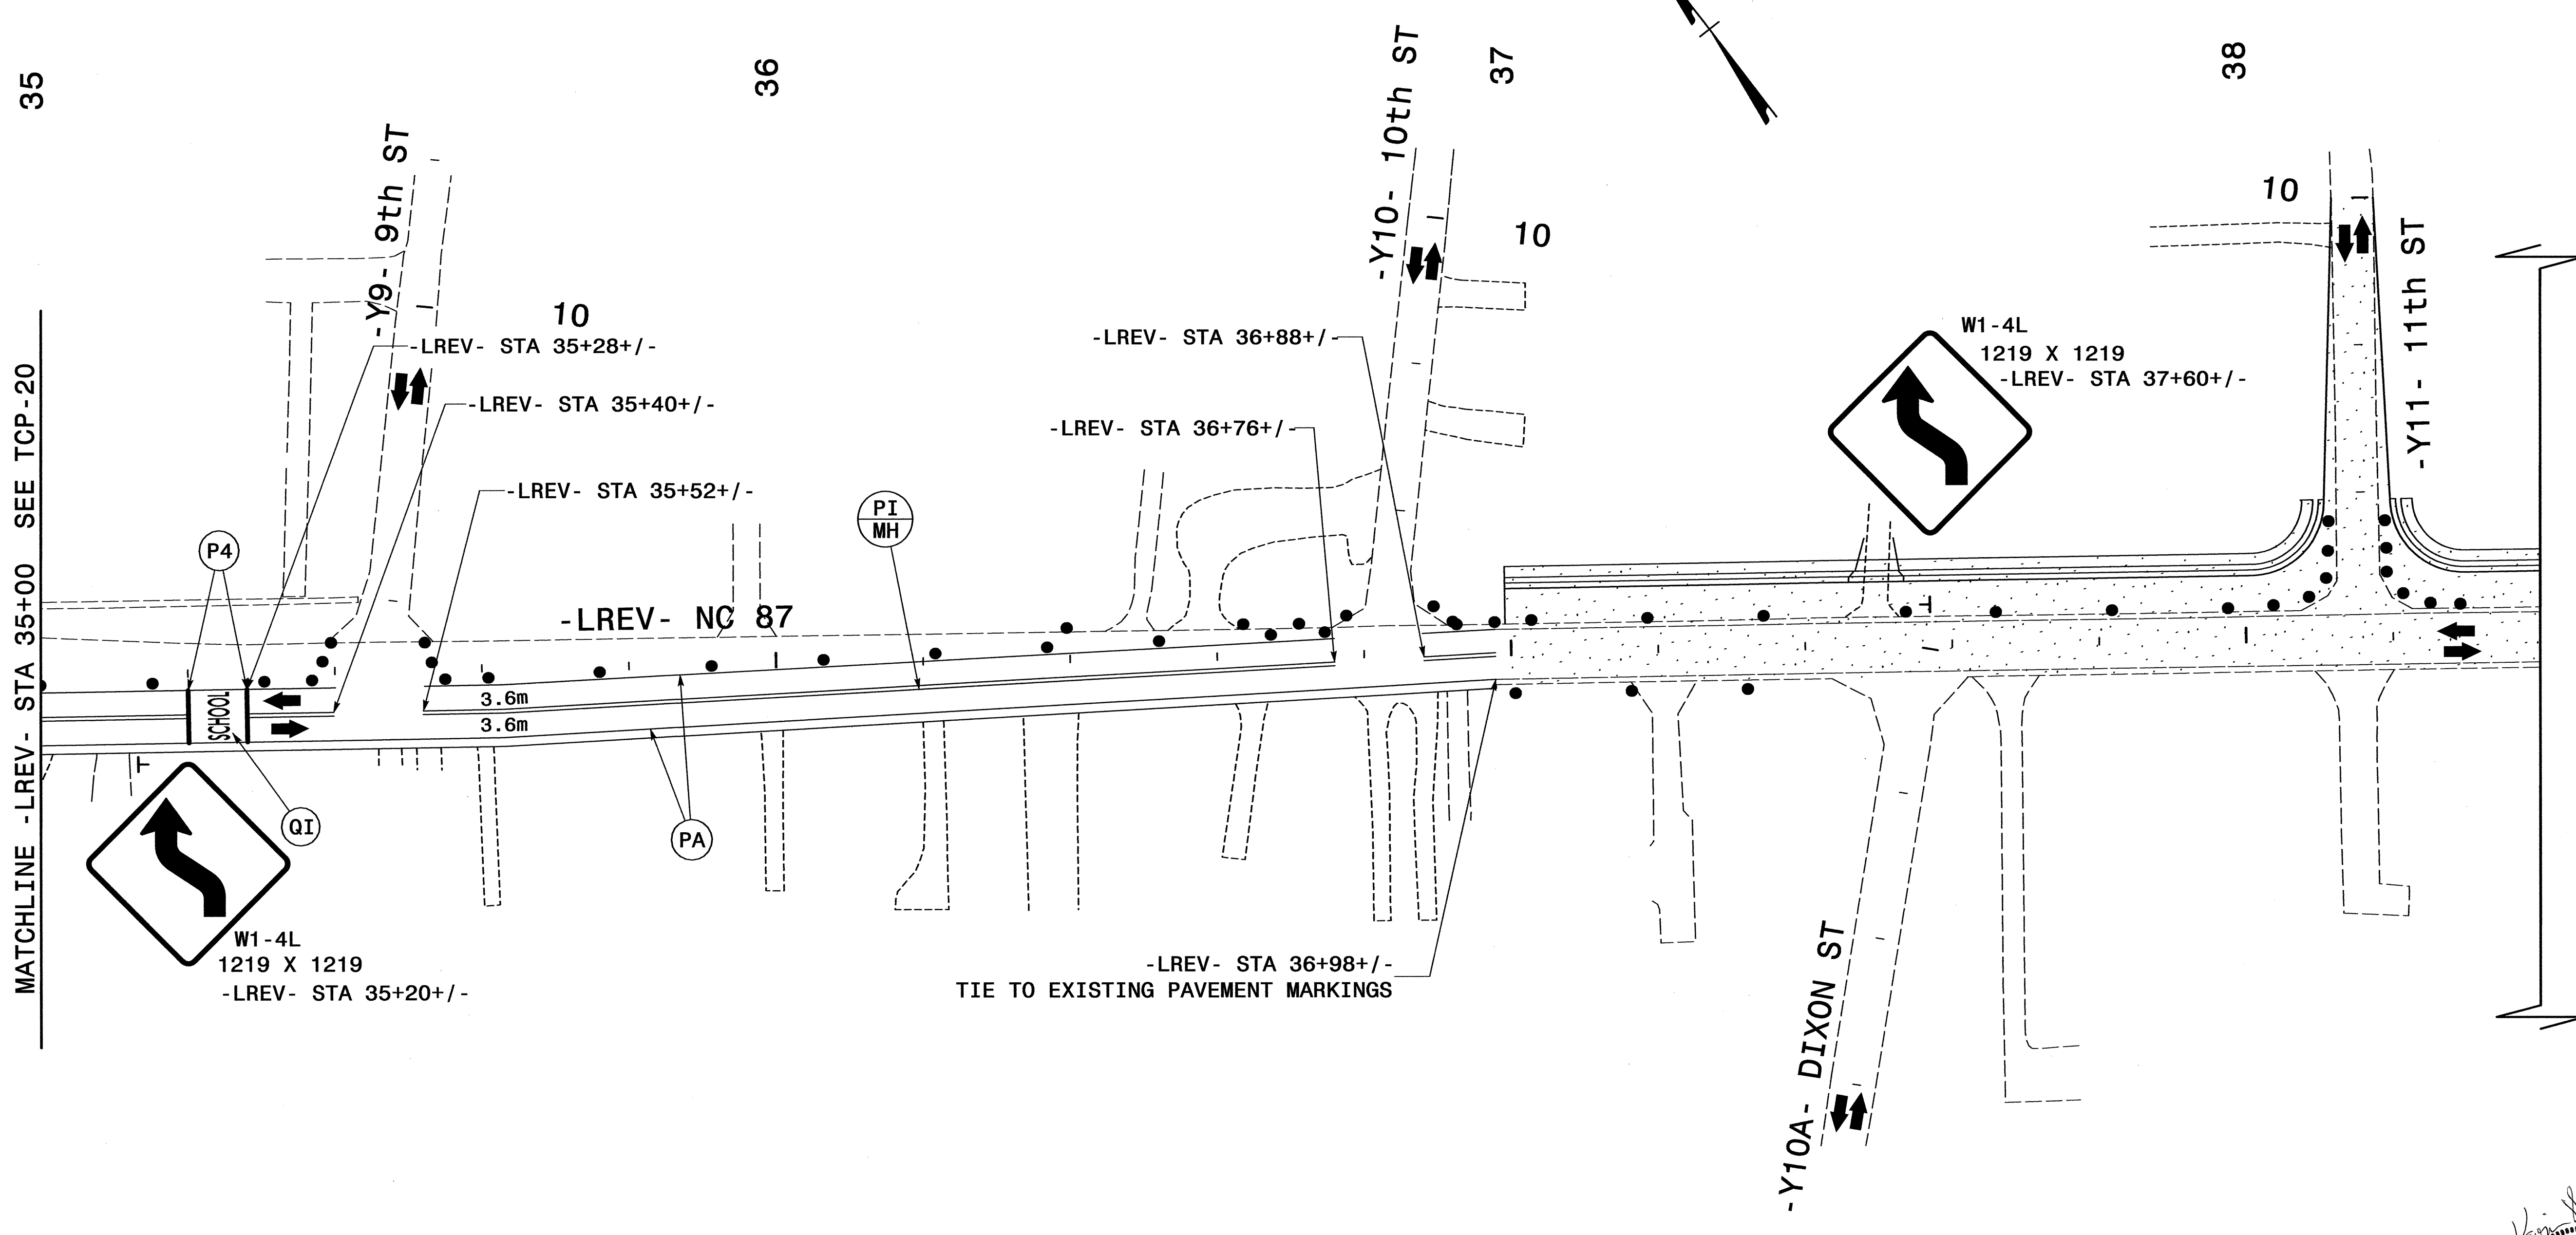 35
36
37
38
-Y9- 9th ST
-Y10- 10th ST
-Y11- 11th ST
10
10
10
W1-4L
1219 X 1219
-LREV- STA 37+60+/-
-LREV- STA 35+28+/-
-LREV- STA 36+88+/-
-LREV- STA 35+40+/-
-LREV- STA 36+76+/-
-LREV- STA 35+52+/-
PI
MH
P4
-LREV- NC 87
MATCHLINE -LREV- STA 35+00 SEE TCP-20
SCHOOL
3.6m
3.6m
QI
PA
W1-4L
1219 X 1219
-LREV- STA 35+20+/-
-LREV- STA 36+98+/-
TIE TO EXISTING PAVEMENT MARKINGS
-Y10A- DIXON ST